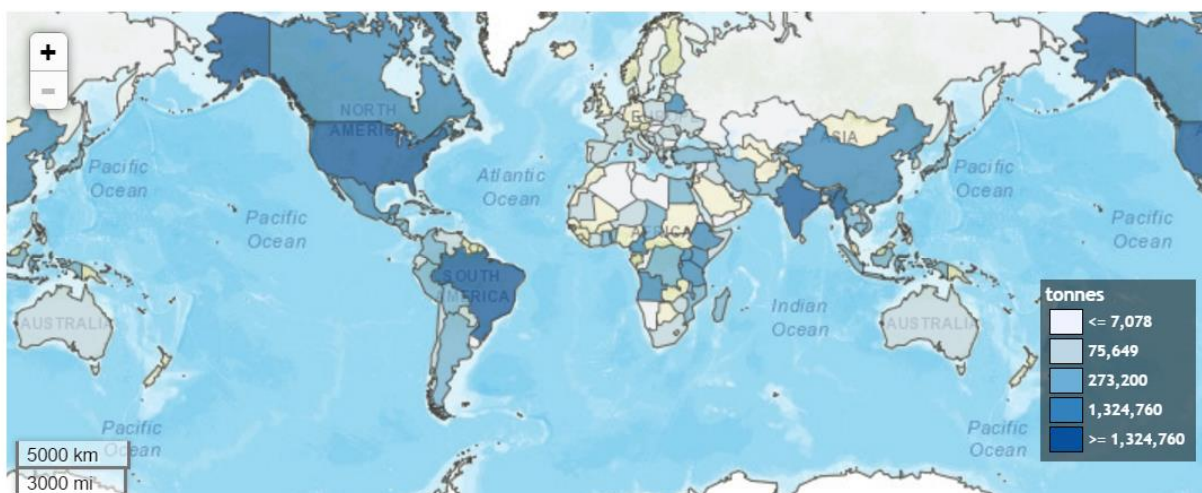 +
−
NORTH
AMERICA
ASIA
Pacific
Ocean
Pacific
Ocean
Atlantic
Ocean
Pacific
Ocean
Pacific
Ocean
AFRICA
SOUTH
AMERICA
Indian
Ocean
AUSTRALIA
AUSTRALIA
tonnes
<= 7,078
75,649
273,200
1,324,760
>= 1,324,760
Pacific
Ocean
Pacific
Ocean
5000 km
3000 mi